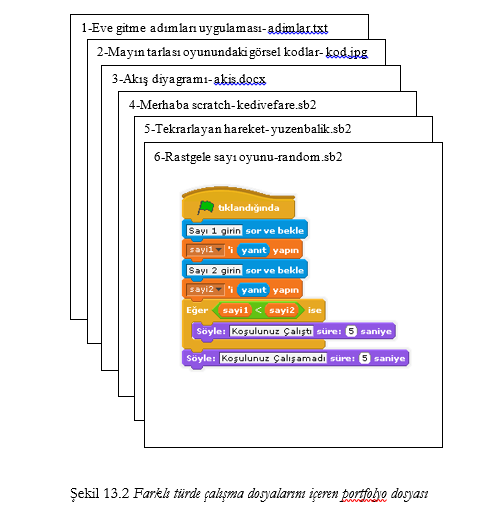 1-Eve gitme adımları uygulaması- adimlar.txt
2-Mayın tarlası oyunundaki görsel kodlar- kod.jpg
3-Akış diyagramı- akis.docx
4-Merhaba scratch- kedivefare.sb2
5-Tekrarlayan hareket- yuzenbalik.sb2
6-Rastgele sayı oyunu-random.sb2
tıklandığında
Sayı 1 girin sor ve bekle
sayi1 'i yanıt yapın
Sayı 2 girin sor ve bekle
sayi2 'i yanıt yapın
Eğer sayi1 < sayi2 ise
Söyle: Koşulunuz Çalıştı süre: 5 saniye
Söyle: Koşulunuz Çalışamadı süre: 5 saniye
Şekil 13.2 Farklı türde çalışma dosyalarını içeren portfolyo dosyası